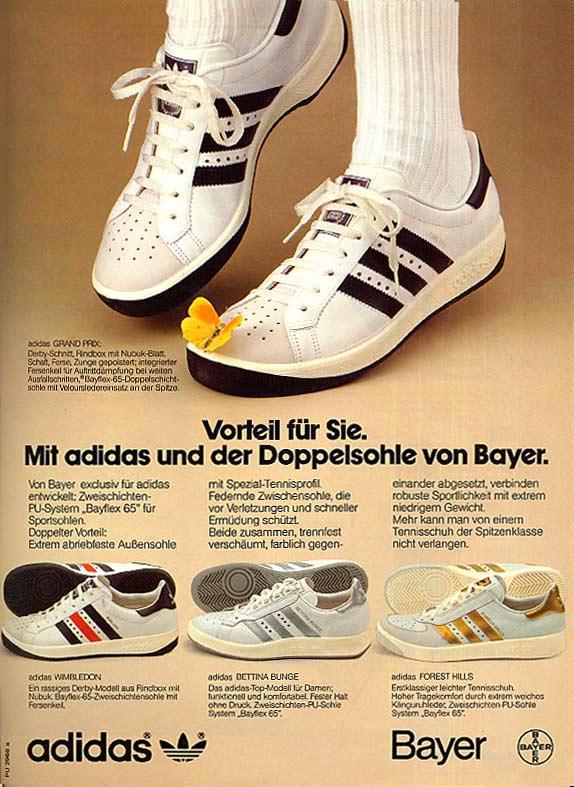 adidas GRAND PRIX:
Derby-Schnitt, Rindbox mit Nubuk-Blatt,
Schaft, Ferse, Zunge gepolstert; integrierter
Fersenkeil für Auftrittdämpfung bei weiten
Ausfallschritten, ®Bayflex-65-Doppelschicht-
sohle mit Veloursledereinsatz an der Spitze.
Vorteil für Sie.
Mit adidas und der Doppelsohle von Bayer.
Von Bayer exclusiv für adidas
entwickelt: Zweischichten-
PU-System „Bayflex 65" für
Sportsohlen.
Doppelter Vorteil:
Extrem abriebfeste Außensohle
mit Spezial-Tennisprofil.
Federnde Zwischensohle, die
vor Verletzungen und schneller
Ermüdung schützt.
Beide zusammen, trennfest
verschäumt, farblich gegen-
einander abgesetzt, verbinden
robuste Sportlichkeit mit extrem
niedrigem Gewicht.
Mehr kann man von einem
Tennisschuh der Spitzenklasse
nicht verlangen.
adidas WIMBLEDON
Ein rassiges Derby-Modell aus Rindbox mit
Nubuk. Bayflex-65-Zweischichtensohle mit
Fersenkeil.
adidas BETTINA BUNGE
Das adidas-Top-Modell für Damen;
funktionell und komfortabel. Fester Halt
ohne Druck. Zweischichten-PU-Sohle
System „Bayflex 65".
adidas FOREST HILLS
Erstklassiger leichter Tennisschuh.
Hoher Tragekomfort durch extrem weiches
Känguruhleder, Zweischichten-PU-Sohle
System „Bayflex 65".
adidas
Bayer
BAYER
BAYER
PU 2968 a
adidas